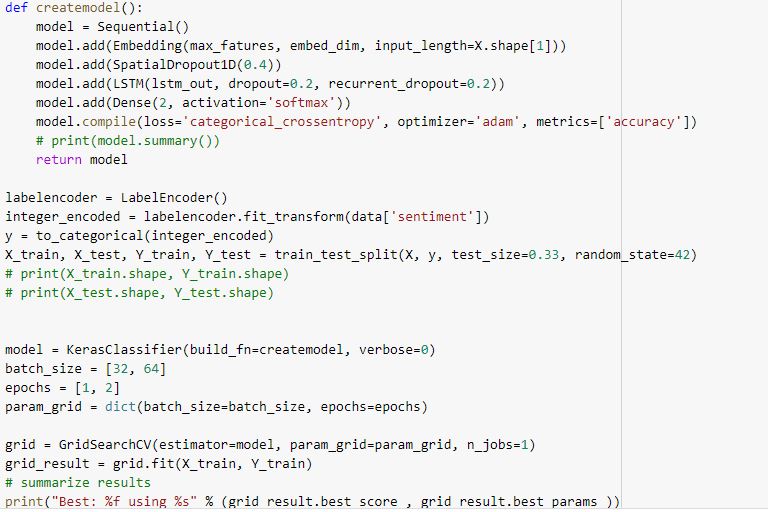 def createmodel():
    model = Sequential()
    model.add(Embedding(max_fatures, embed_dim, input_length=X.shape[1]))
    model.add(SpatialDropout1D(0.4))
    model.add(LSTM(lstm_out, dropout=0.2, recurrent_dropout=0.2))
    model.add(Dense(2, activation='softmax'))
    model.compile(loss='categorical_crossentropy', optimizer='adam', metrics=['accuracy'])
    # print(model.summary())
    return model

labelencoder = LabelEncoder()
integer_encoded = labelencoder.fit_transform(data['sentiment'])
y = to_categorical(integer_encoded)
X_train, X_test, Y_train, Y_test = train_test_split(X, y, test_size=0.33, random_state=42)
# print(X_train.shape, Y_train.shape)
# print(X_test.shape, Y_test.shape)

model = KerasClassifier(build_fn=createmodel, verbose=0)
batch_size = [32, 64]
epochs = [1, 2]
param_grid = dict(batch_size=batch_size, epochs=epochs)

grid = GridSearchCV(estimator=model, param_grid=param_grid, n_jobs=1)
grid_result = grid.fit(X_train, Y_train)
# summarize results
print("Best: %f using %s" % (grid_result.best_score_, grid_result.best_params_))